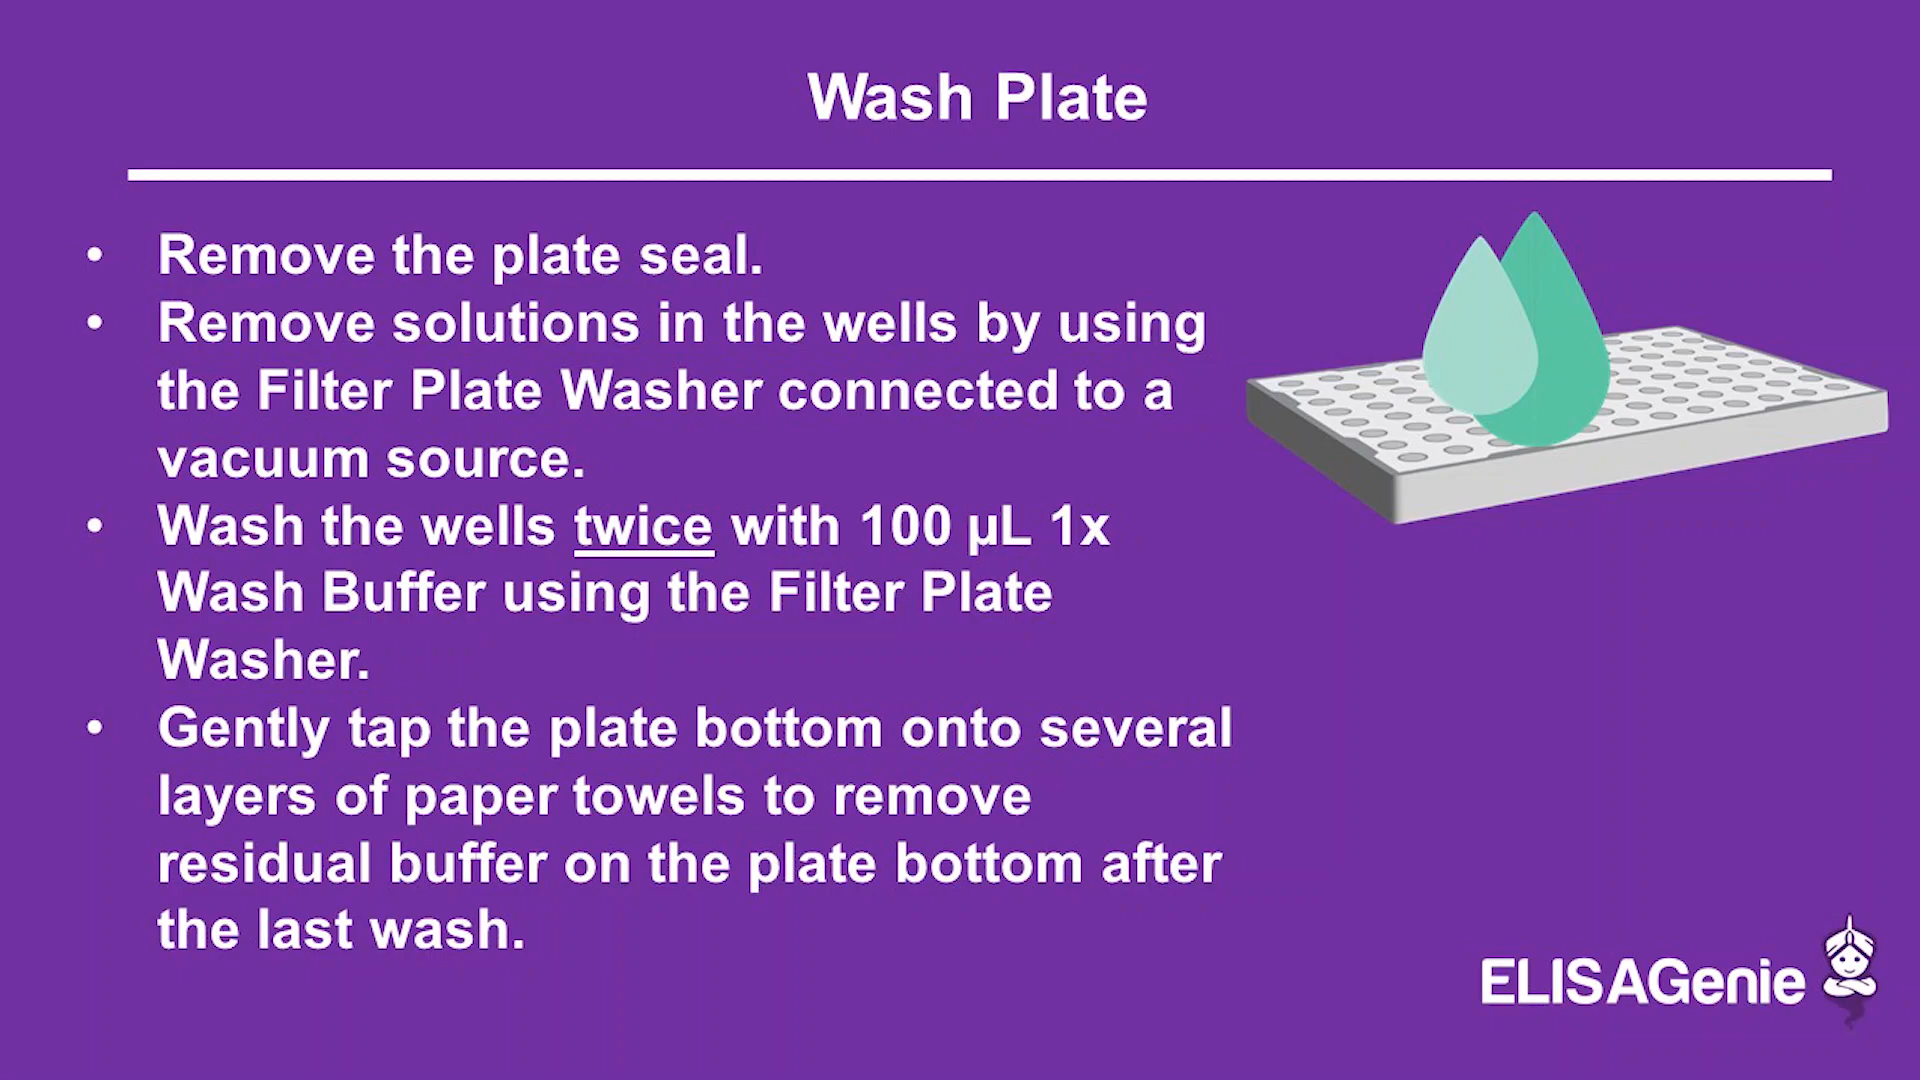 Wash Plate
• Remove the plate seal.
• Remove solutions in the wells by using
the Filter Plate Washer connected to a
vacuum source.
• Wash the wells twice with 100 µL 1x
Wash Buffer using the Filter Plate
Washer.
• Gently tap the plate bottom onto several
layers of paper towels to remove
residual buffer on the plate bottom after
the last wash.
ELISAGenie